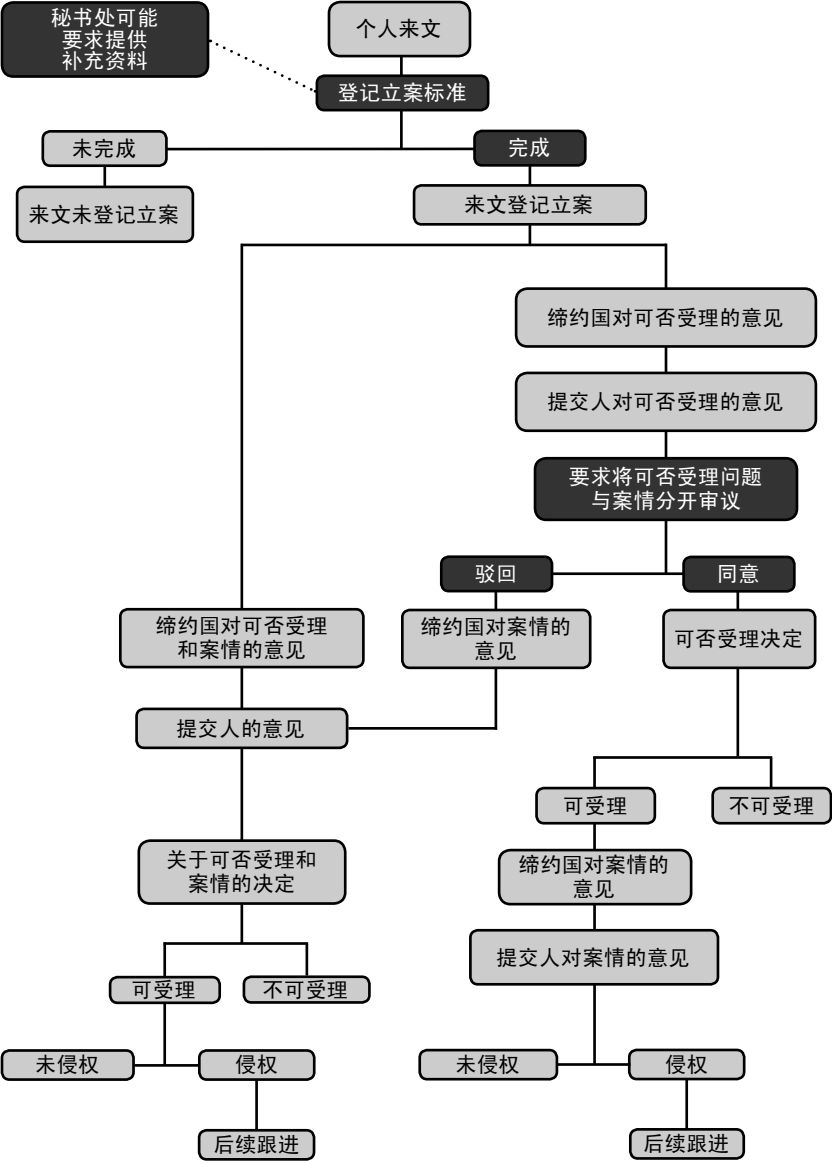 秘书处可能
要求提供
补充资料
个人来文
登记立案标准
未完成
完成
来文未登记立案
来文登记立案
缔约国对可否受理的意见
提交人对可否受理的意见
要求将可否受理问题
与案情分开审议
驳回
同意
缔约国对可否受理
和案情的意见
缔约国对案情的
意见
可否受理决定
提交人的意见
可受理
不可受理
关于可否受理和
案情的决定
缔约国对案情的
意见
提交人对案情的意见
可受理
不可受理
未侵权
侵权
未侵权
侵权
后续跟进
后续跟进